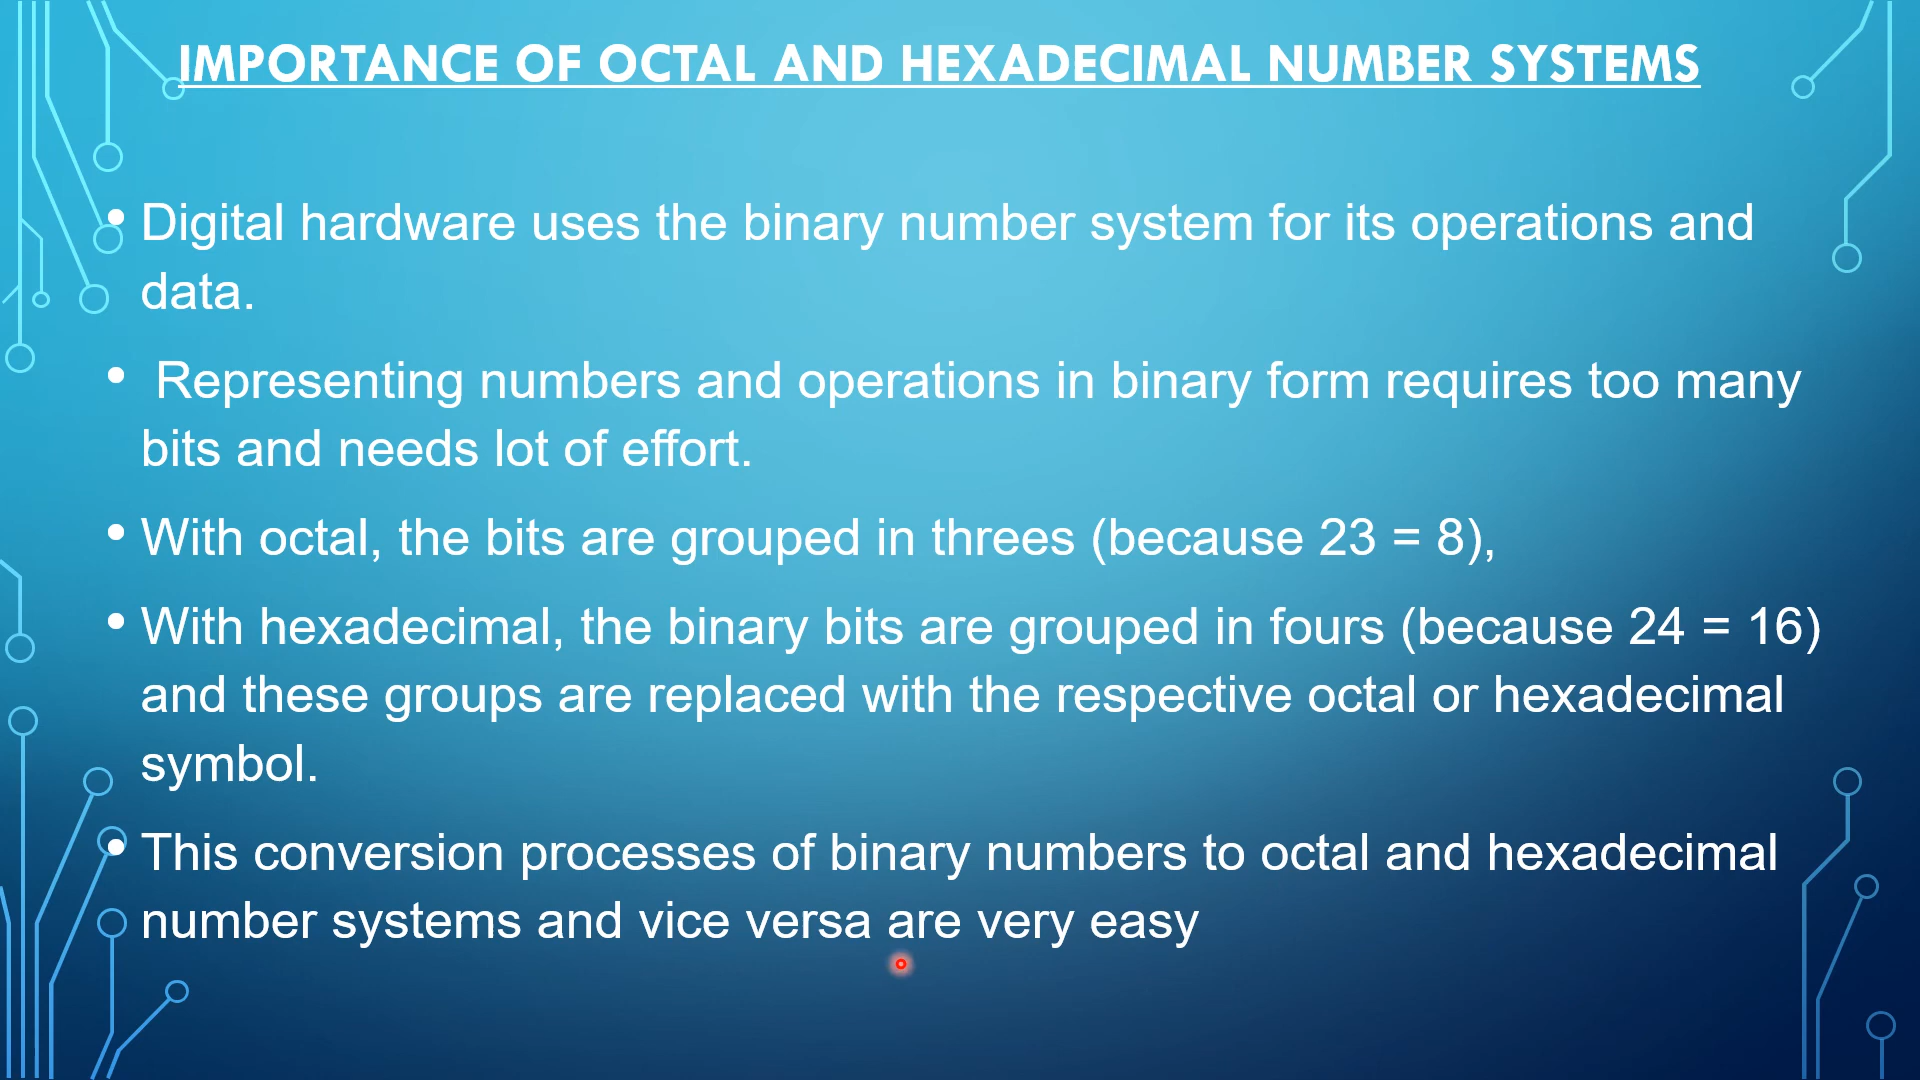 IMPORTANCE OF OCTAL AND HEXADECIMAL NUMBER SYSTEMS
• Digital hardware uses the binary number system for its operations and
data.
• Representing numbers and operations in binary form requires too many
bits and needs lot of effort.
• With octal, the bits are grouped in threes (because 23 = 8),
• With hexadecimal, the binary bits are grouped in fours (because 24 = 16)
and these groups are replaced with the respective octal or hexadecimal
symbol.
• This conversion processes of binary numbers to octal and hexadecimal
number systems and vice versa are very easy